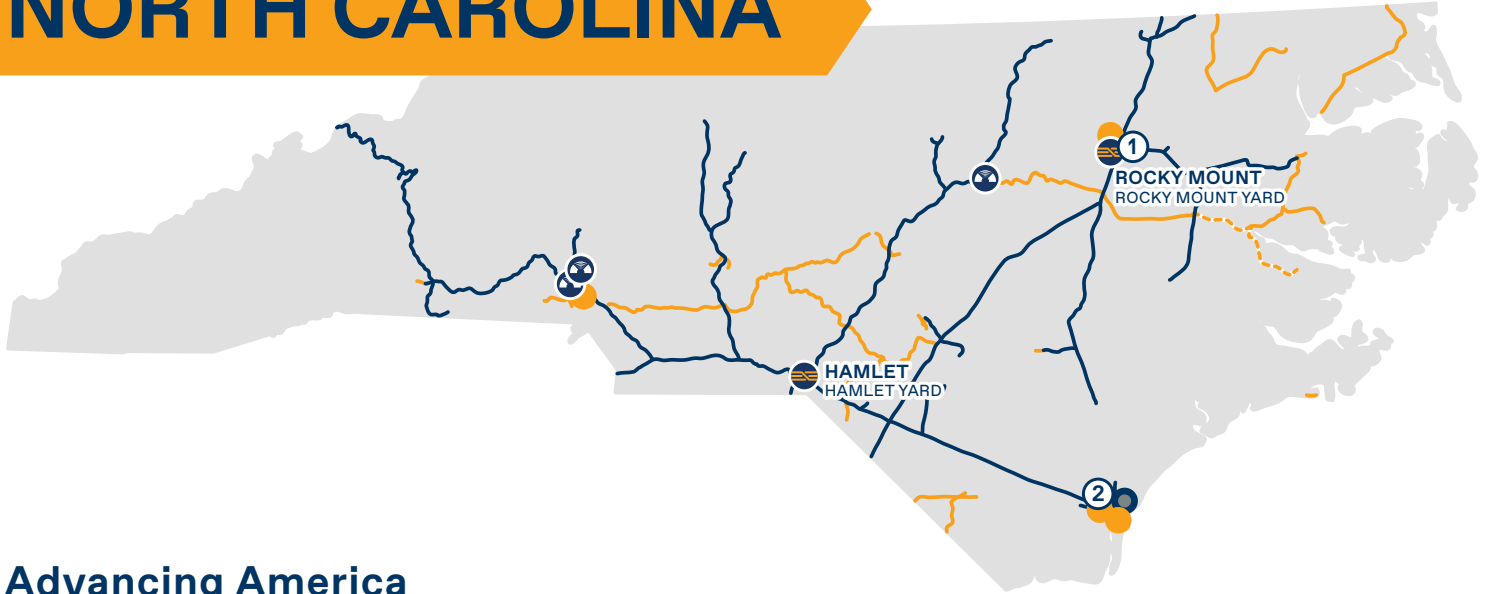 NORTH CAROLINA
1
ROCKY MOUNT
ROCKY MOUNT YARD
HAMLET
HAMLET YARD
2
Advancing America